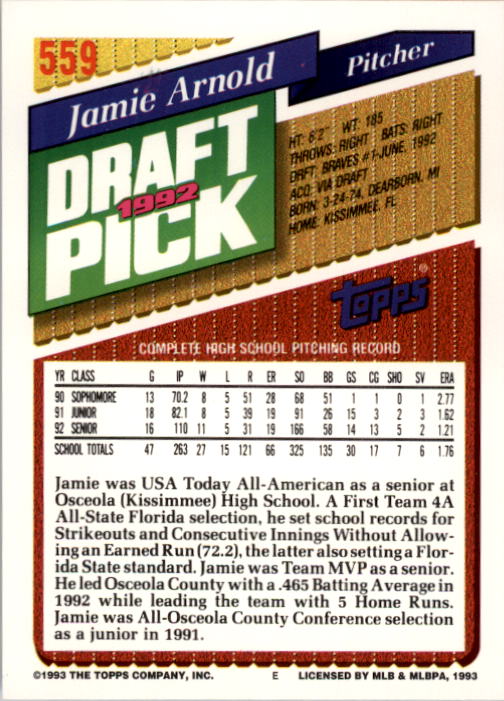 559
Jamie Arnold
Pitcher
DRAFT
1992
PICK
HT: 6'2" WT: 185
THROWS: RIGHT BATS: RIGHT
DRFT: BRAVES #1-JUNE, 1992
ACQ: VIA DRAFT
BORN: 3-24-74, DEARBORN, MI
HOME: KISSIMMEE, FL
TOPPS®
COMPLETE HIGH SCHOOL PITCHING RECORD
YR CLASS G IP W L R ER SO BB GS CG SHO SV ERA
90 SOPHOMORE 13 70.2 8 5 51 28 68 51 1 1 0 1 2.77
91 JUNIOR 18 82.1 8 5 39 19 91 26 15 3 2 3 1.62
92 SENIOR 16 110 11 5 31 19 166 58 14 13 5 2 1.21
SCHOOL TOTALS 47 263 27 15 121 66 325 135 30 17 7 6 1.76
Jamie was USA Today All-American as a senior at
Osceola (Kissimmee) High School. A First Team 4A
All-State Florida selection, he set school records for
Strikeouts and Consecutive Innings Without Allow-
ing an Earned Run (72.2), the latter also setting a Flor-
ida State standard. Jamie was Team MVP as a senior.
He led Osceola County with a .465 Batting Average in
1992 while leading the team with 5 Home Runs.
Jamie was All-Osceola County Conference selection
as a junior in 1991.
©1993 THE TOPPS COMPANY, INC. E LICENSED BY MLB & MLBPA, 1993